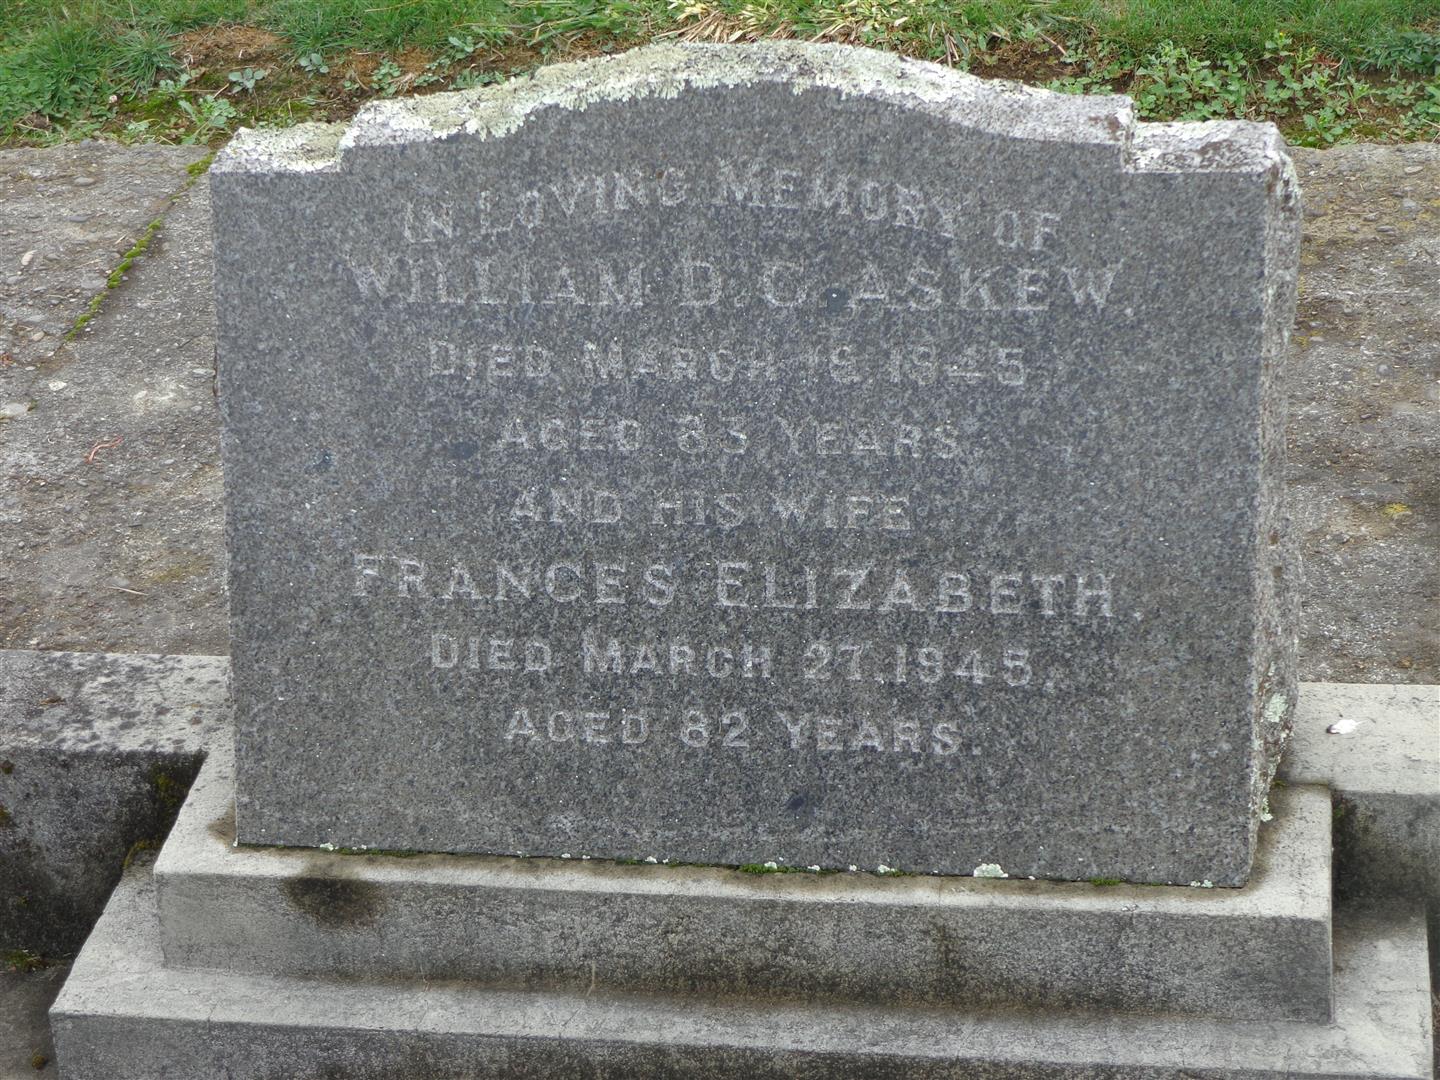 IN LOVING MEMORY OF
WILLIAM D. C. ASKEW.
DIED MARCH 1945.
AGED 83 YEARS.
AND HIS WIFE
FRANCES ELIZABETH.
DIED MARCH 27. 1945.
AGED 82 YEARS.